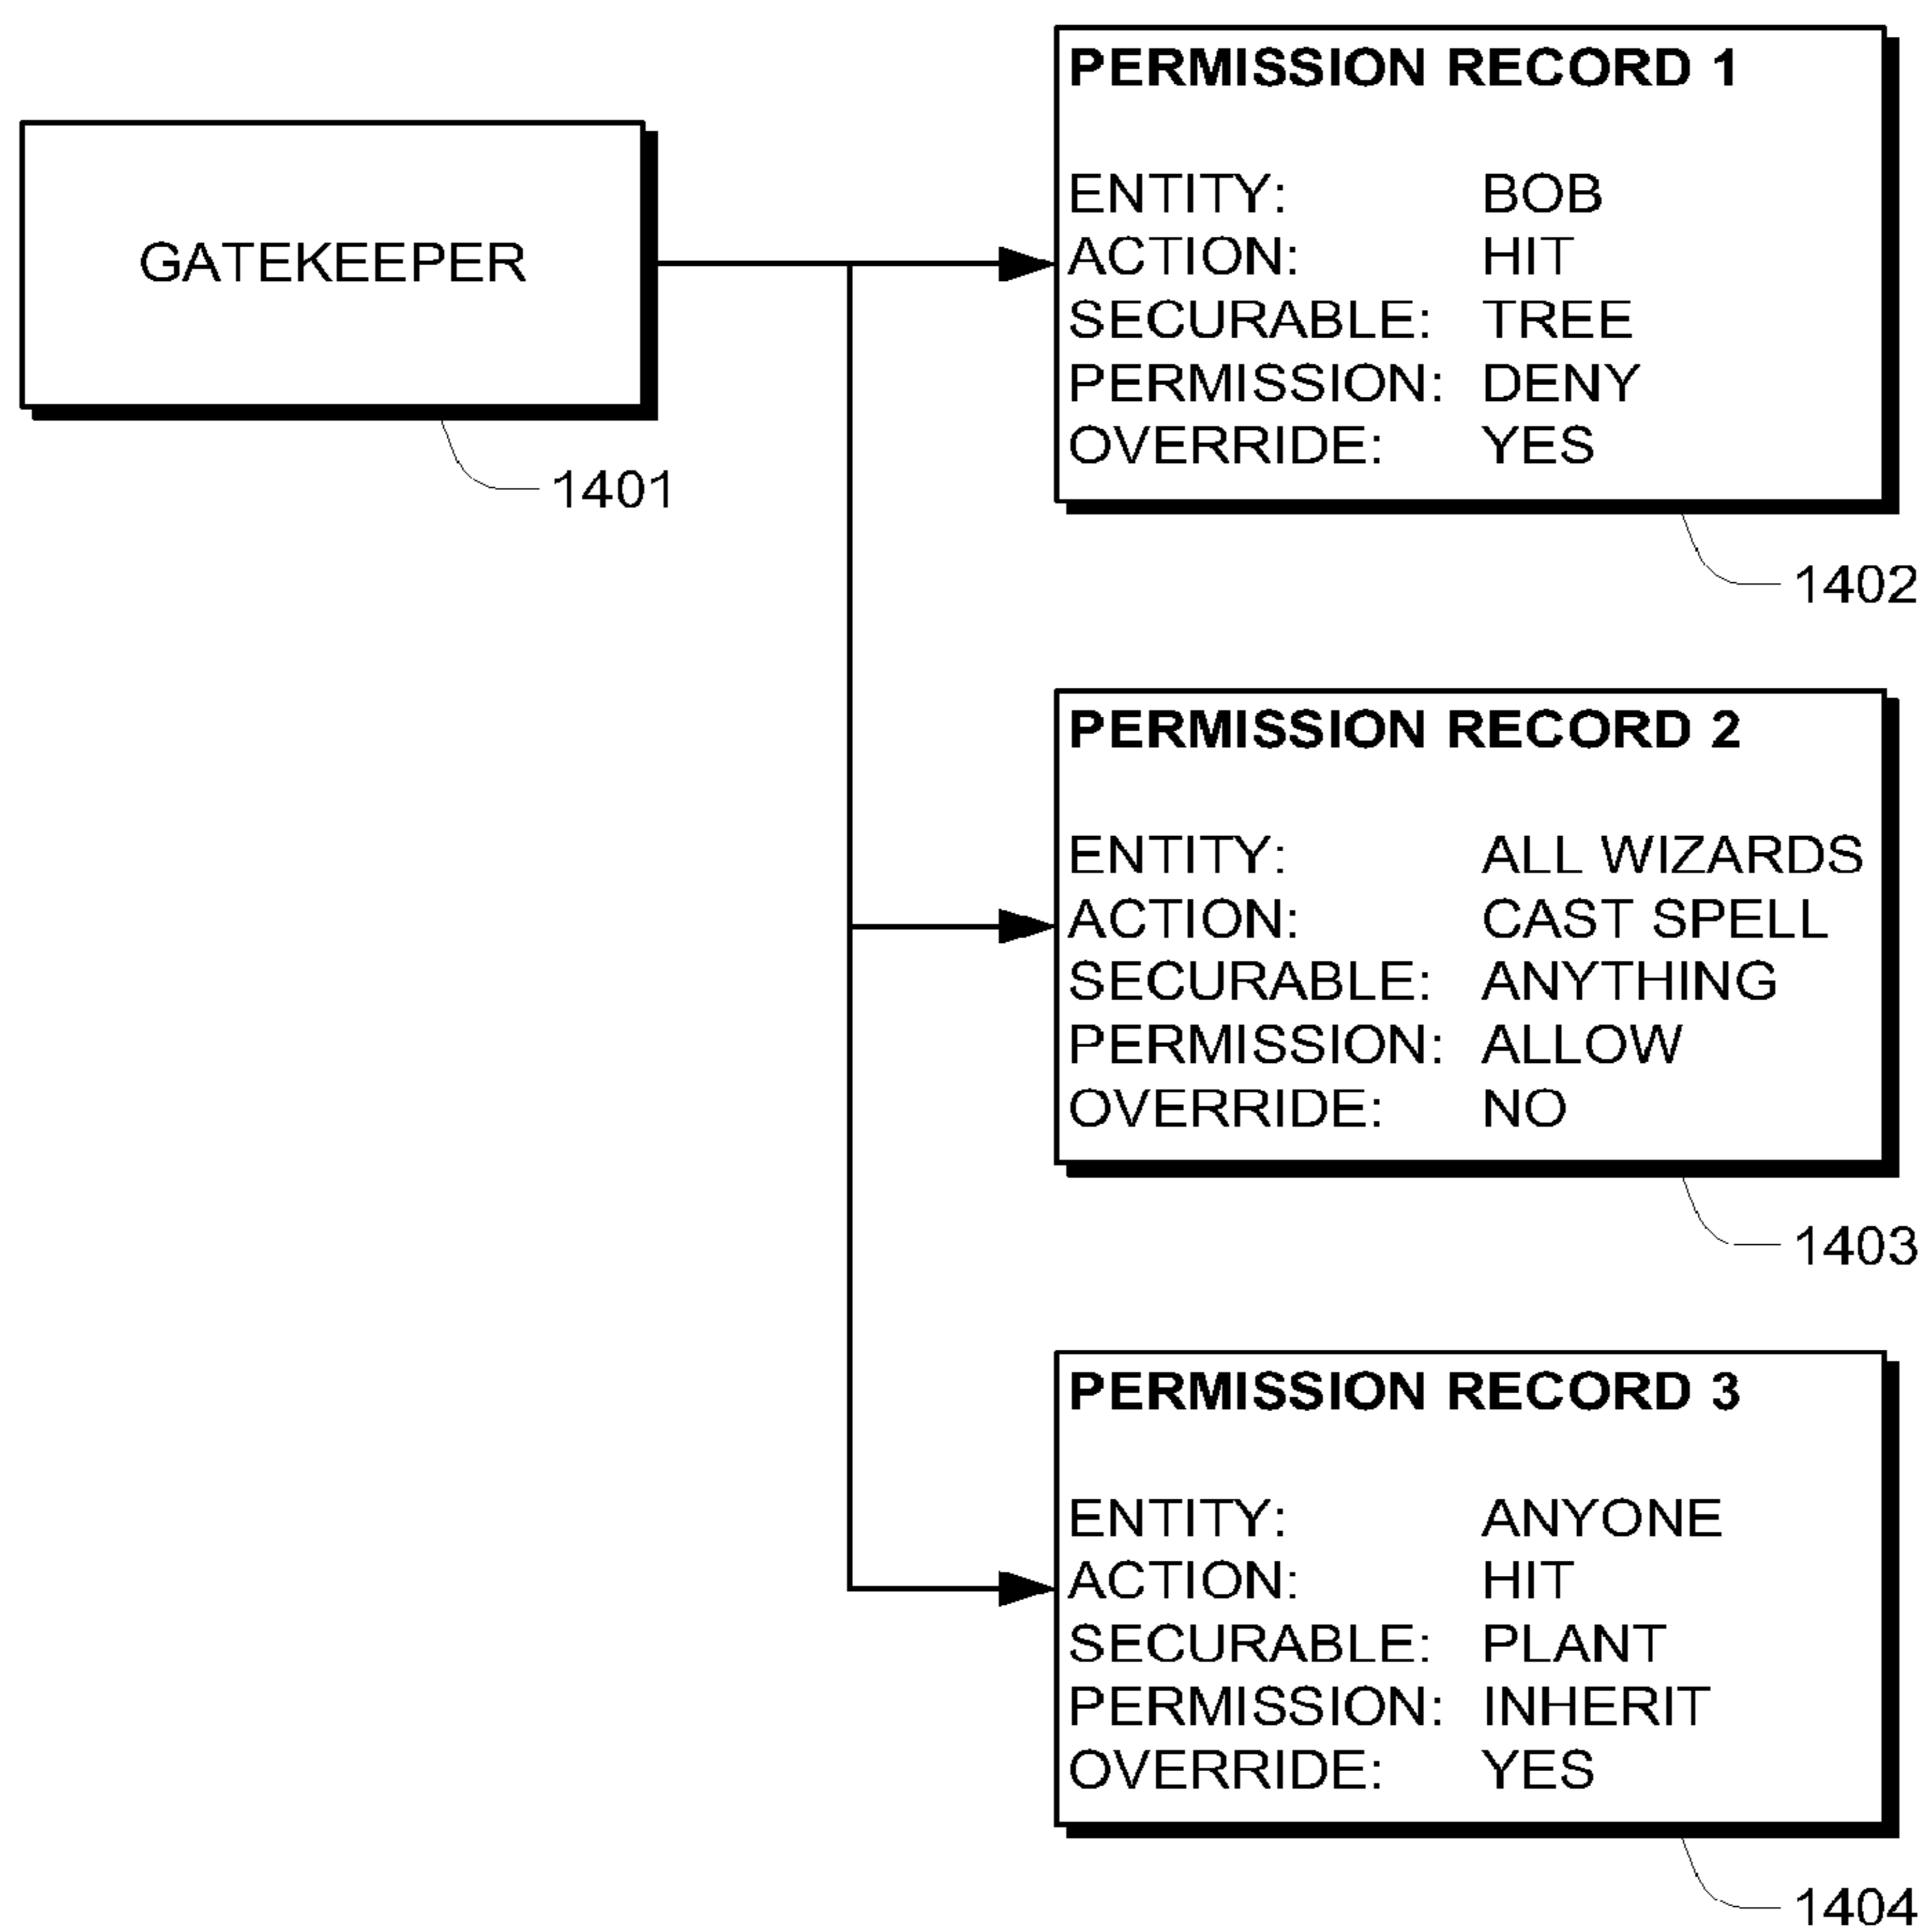 GATEKEEPER
1401
PERMISSION RECORD 1
ENTITY: BOB
ACTION: HIT
SECURABLE: TREE
PERMISSION: DENY
OVERRIDE: YES
1402
PERMISSION RECORD 2
ENTITY: ALL WIZARDS
ACTION: CAST SPELL
SECURABLE: ANYTHING
PERMISSION: ALLOW
OVERRIDE: NO
1403
PERMISSION RECORD 3
ENTITY: ANYONE
ACTION: HIT
SECURABLE: PLANT
PERMISSION: INHERIT
OVERRIDE: YES
1404